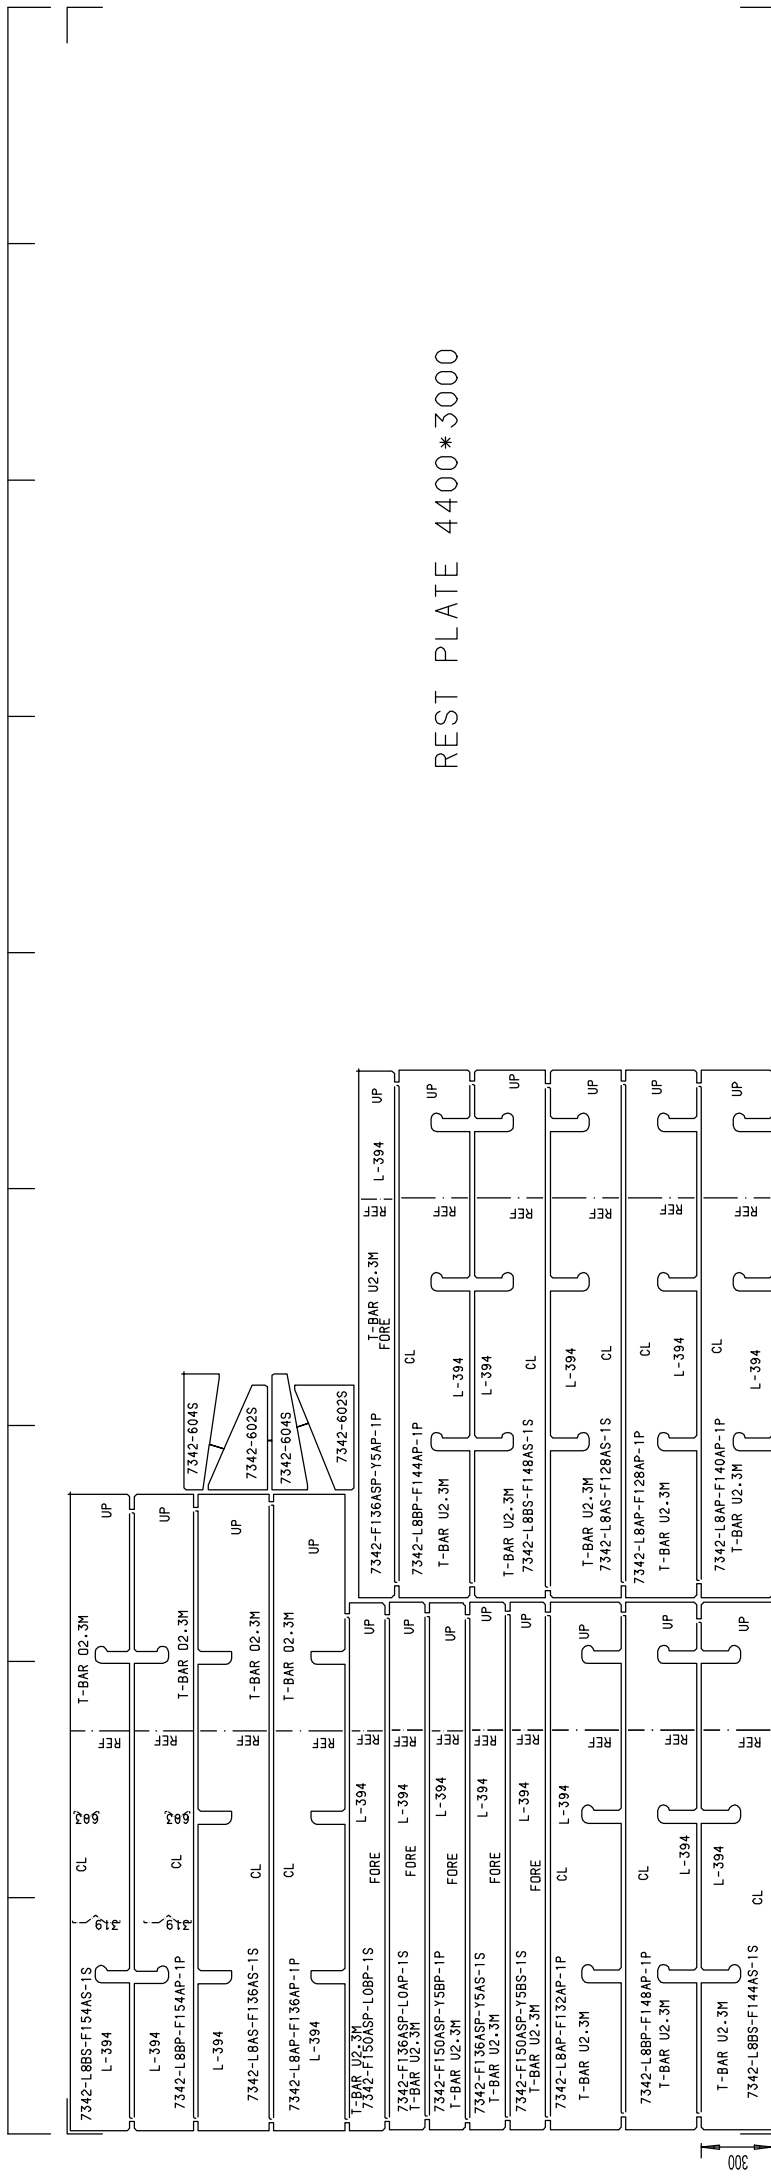 REST PLATE 4400*3000
7342-604S
7342-602S
7342-604S
7342-602S
7342-L8BS-F154AS-1S
L-394
319
CL
603
REF
T-BAR O2.3M
UP
L-394
7342-L8BP-F154AP-1P
319
CL
603
REF
T-BAR O2.3M
UP
L-394
7342-L8AS-F136AS-1S
CL
REF
T-BAR O2.3M
UP
7342-L8AP-F136AP-1P
L-394
CL
REF
T-BAR O2.3M
UP
T-BAR U2.3M
7342-F150ASP-L0BP-1S
FORE
L-394
REF
UP
7342-F136ASP-L0AP-1S
T-BAR U2.3M
FORE
L-394
REF
UP
7342-F150ASP-Y5BP-1P
T-BAR U2.3M
FORE
L-394
REF
UP
7342-F136ASP-Y5AS-1S
T-BAR U2.3M
FORE
L-394
REF
UP
7342-F150ASP-Y5BS-1S
T-BAR U2.3M
FORE
L-394
REF
UP
7342-L8AP-F132AP-1P
T-BAR U2.3M
CL
L-394
REF
UP
7342-L8BP-F148AP-1P
T-BAR U2.3M
CL
L-394
REF
UP
L-394
T-BAR U2.3M
7342-L8BS-F144AS-1S
CL
REF
UP
7342-F136ASP-Y5AP-1P
T-BAR U2.3M
FORE
REF
L-394
UP
7342-L8BP-F144AP-1P
T-BAR U2.3M
CL
L-394
REF
UP
L-394
T-BAR U2.3M
7342-L8BS-F148AS-1S
CL
REF
UP
L-394
T-BAR U2.3M
7342-L8AS-F128AS-1S
CL
REF
UP
7342-L8AP-F128AP-1P
T-BAR U2.3M
CL
L-394
REF
UP
7342-L8AP-F140AP-1P
T-BAR U2.3M
CL
L-394
REF
UP
300